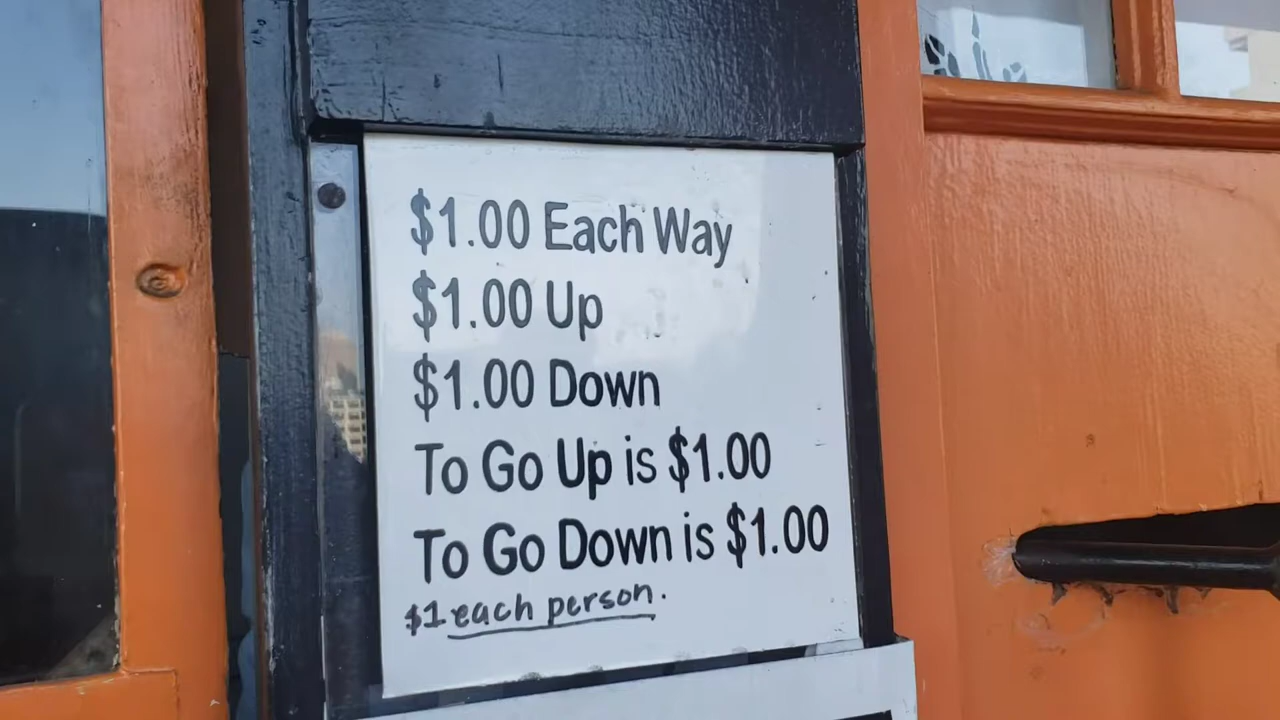 $1.00 Each Way
$1.00 Up
$1.00 Down
To Go Up is $1.00
To Go Down is $1.00
$1 each person.